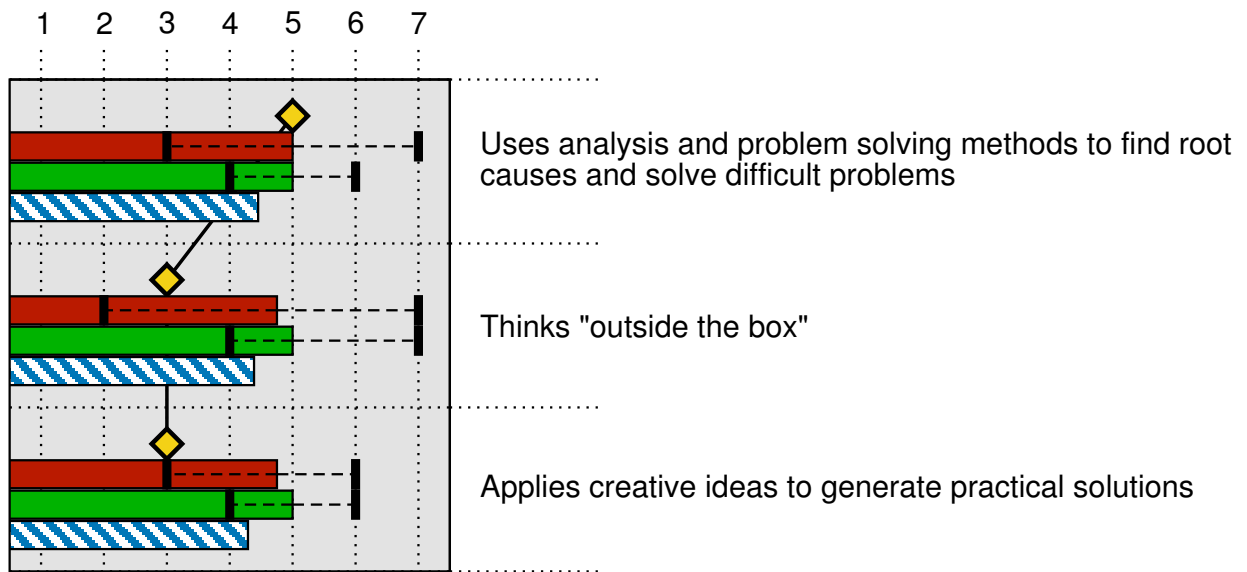 1 2 3 4 5 6 7
Uses analysis and problem solving methods to find root
causes and solve difficult problems
Thinks "outside the box"
Applies creative ideas to generate practical solutions